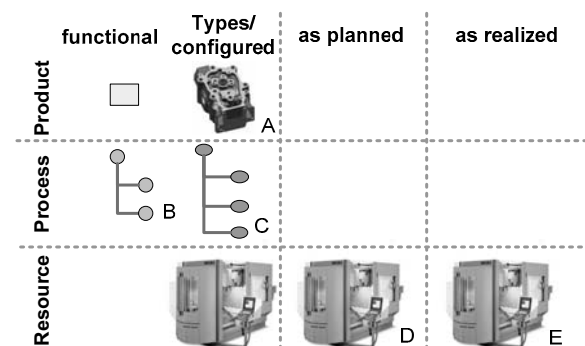 functional
Types/
configured
as planned
as realized
Product
A
Process
B
C
Resource
D
E